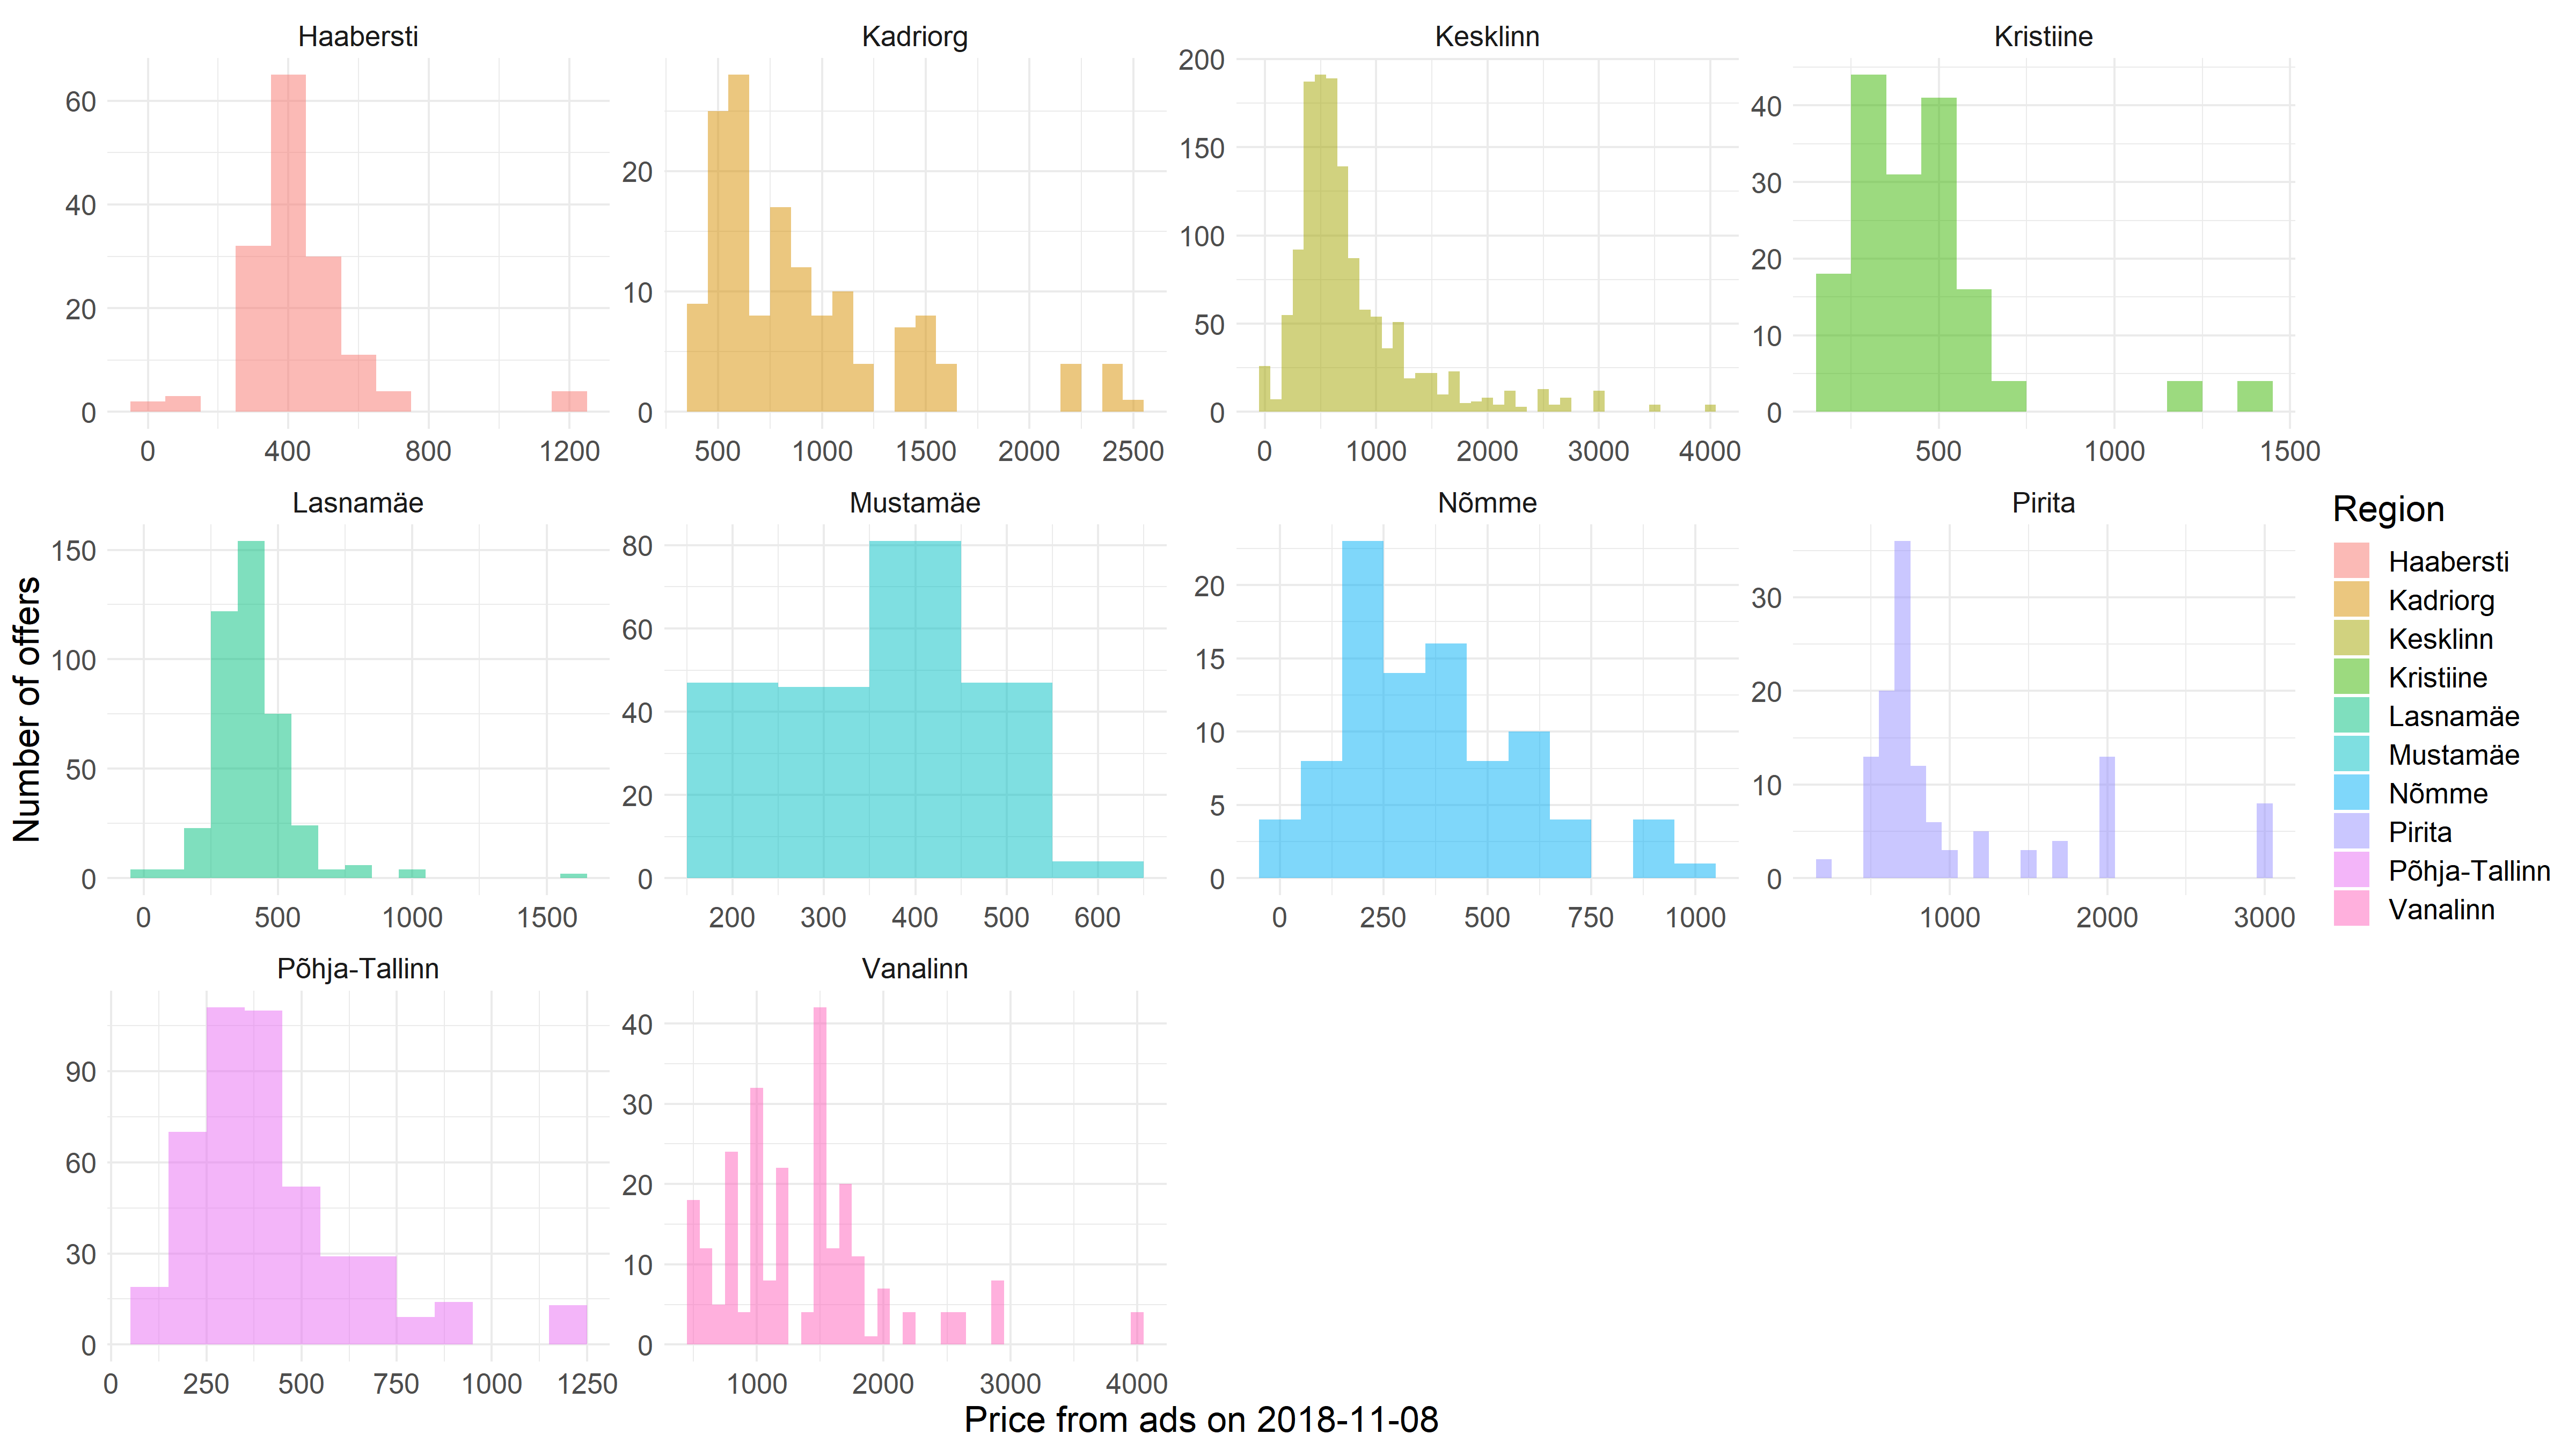 Haabersti
Kadriorg
Kesklinn
Kristiine
60
40
20
0
0 400 800 1200
20
10
0
500 1000 1500 2000 2500
200
150
100
50
0
0 1000 2000 3000 4000
40
30
20
10
0
500 1000 1500
Lasnamäe
Mustamäe
Nõmme
Pirita
150
100
50
0
0 500 1000 1500
80
60
40
20
0
200 300 400 500 600
20
15
10
5
0
0 250 500 750 1000
30
20
10
0
1000 2000 3000
Põhja-Tallinn
Vanalinn
90
60
30
0
0 250 500 750 1000 1250
40
30
20
10
0
1000 2000 3000 4000
Number of offers
Price from ads on 2018-11-08
Region
Haabersti
Kadriorg
Kesklinn
Kristiine
Lasnamäe
Mustamäe
Nõmme
Pirita
Põhja-Tallinn
Vanalinn